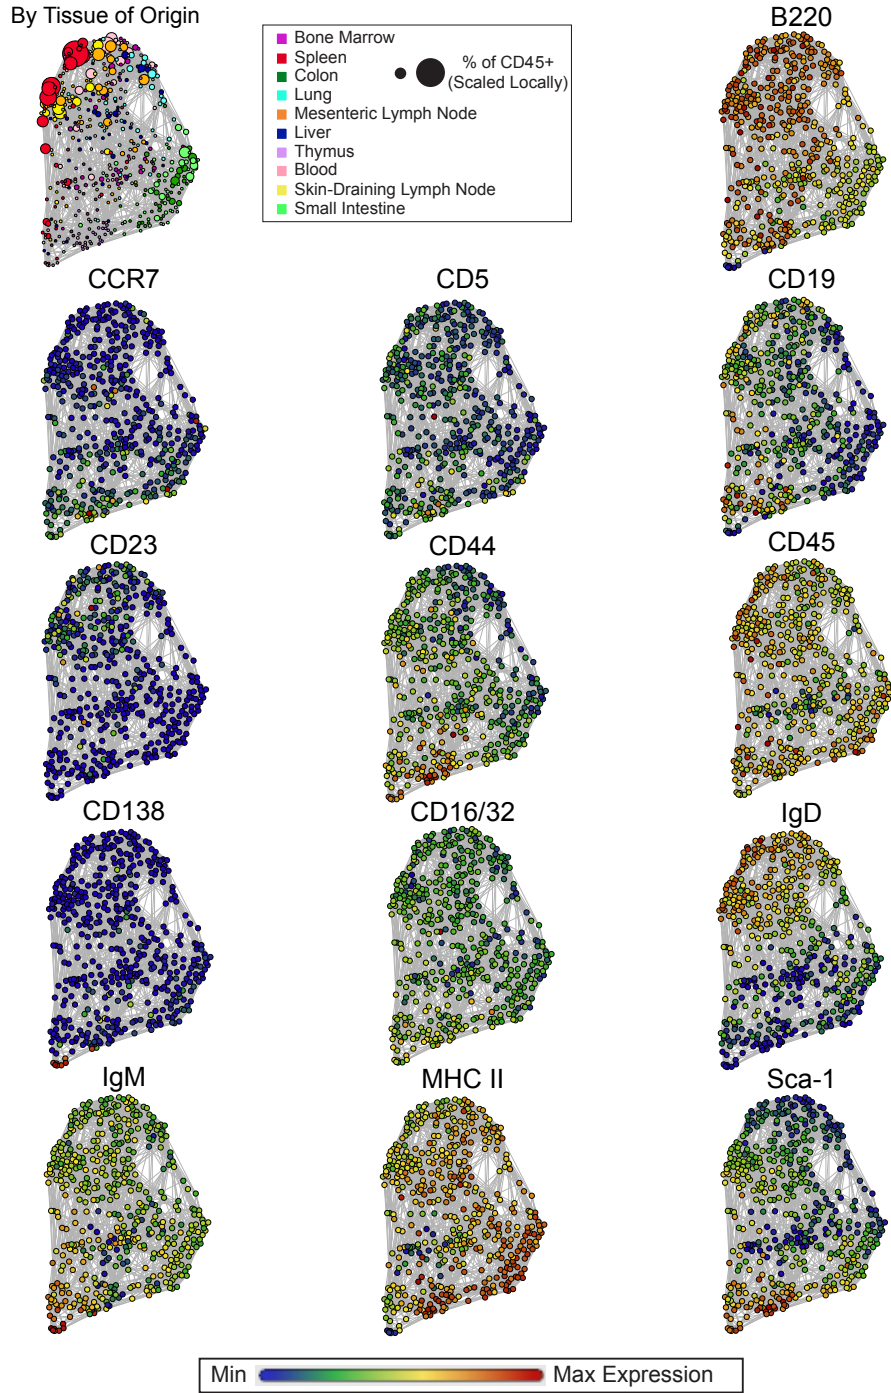 By Tissue of Origin
Bone Marrow
Spleen
Colon
Lung
Mesenteric Lymph Node
Liver
Thymus
Blood
Skin-Draining Lymph Node
Small Intestine
% of CD45+
(Scaled Locally)
B220
CCR7
CD5
CD19
CD23
CD44
CD45
CD138
CD16/32
IgD
IgM
MHC II
Sca-1
Min
Max Expression